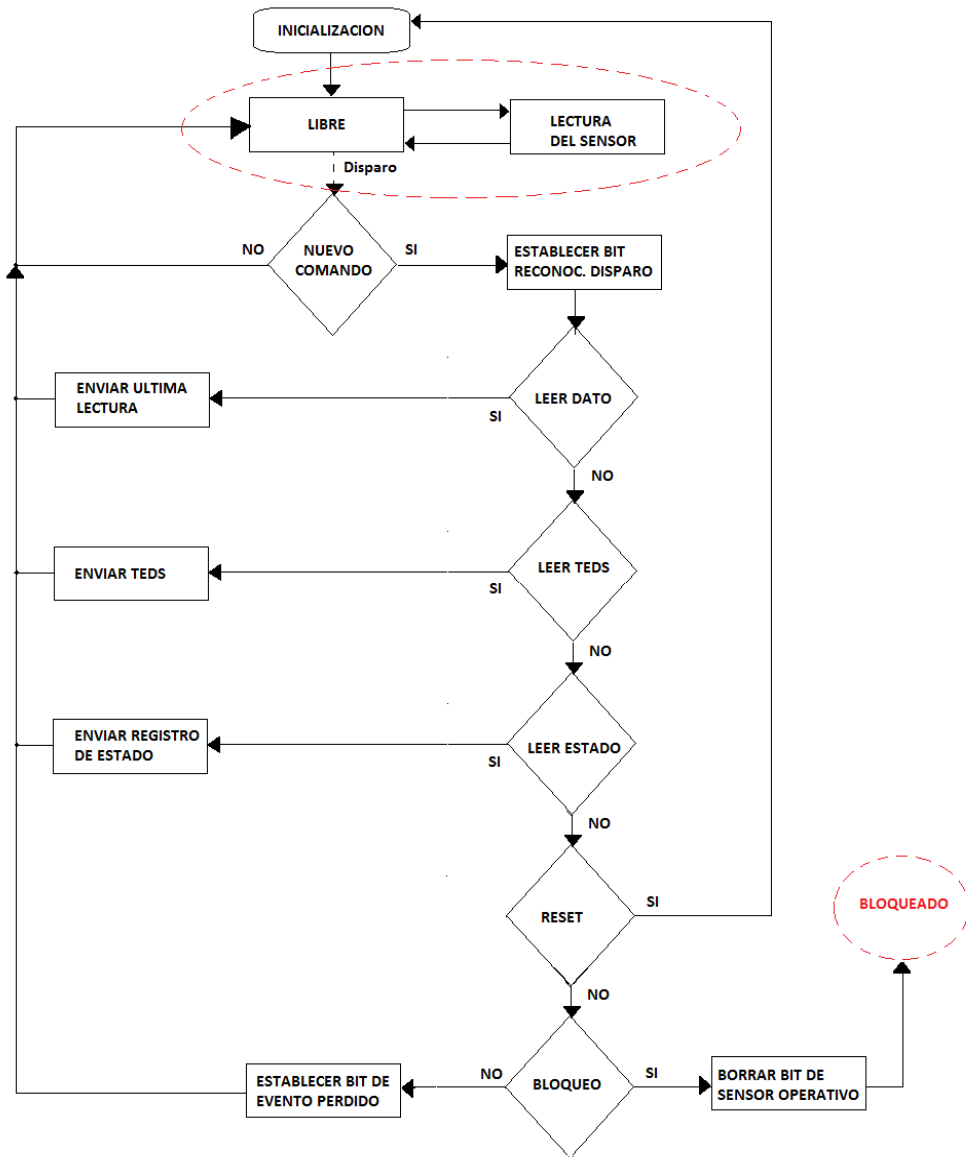 INICIALIZACION
LIBRE
LECTURA
DEL SENSOR
Disparo
NO
NUEVO
COMANDO
SI
ESTABLECER BIT
RECONOC. DISPARO
ENVIAR ULTIMA
LECTURA
SI
LEER DATO
NO
ENVIAR TEDS
SI
LEER TEDS
NO
ENVIAR REGISTRO
DE ESTADO
SI
LEER ESTADO
NO
RESET
SI
BLOQUEADO
NO
ESTABLECER BIT DE
EVENTO PERDIDO
NO
BLOQUEO
SI
BORRAR BIT DE
SENSOR OPERATIVO